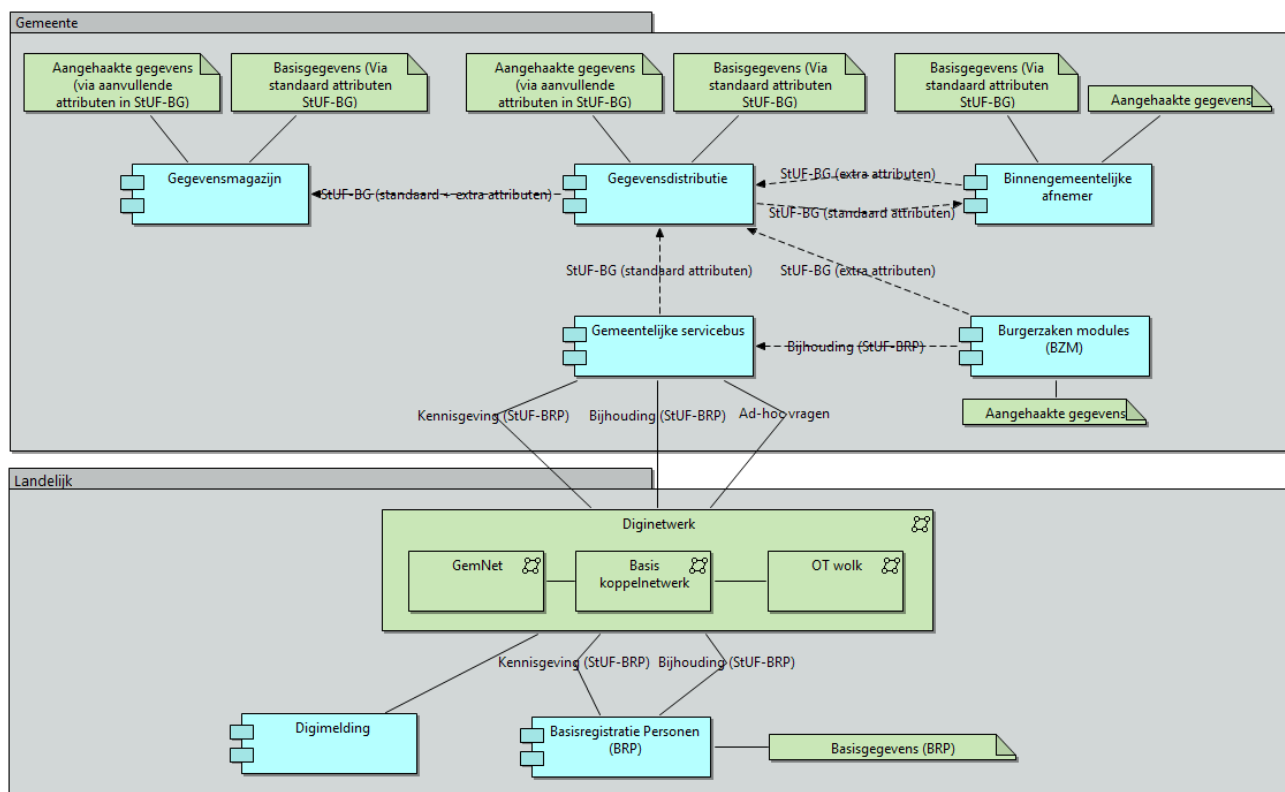 Gemeente
Aangehaakte gegevens
(via aanvullende
attributen in StUF-BG)
Basisgegevens (Via
standaard attributen
StUF-BG)
Aangehaakte gegevens
(via aanvullende
attributen in StUF-BG)
Basisgegevens (Via
standaard attributen
StUF-BG)
Basisgegevens (Via
standaard attributen
StUF-BG)
Aangehaakte gegevens
Gegevensmagazijn
StUF-BG (standaard + extra attributen)
Gegevensdistributie
StUF-BG (extra attributen)
StUF-BG (standaard attributen)
Binnengemeentelijke
afnemer
StUF-BG (standaard attributen)
StUF-BG (extra attributen)
Gemeentelijke servicebus
Bijhouding (StUF-BRP)
Burgerzaken modules
(BZM)
Aangehaakte gegevens
Kennisgeving (StUF-BRP)
Bijhouding (StUF-BRP)
Ad-hoc vragen
Landelijk
Diginetwerk
GemNet
Basis
koppelnetwerk
OT wolk
Kennisgeving (StUF-BRP)
Bijhouding (StUF-BRP)
Digimelding
Basisregistratie Personen
(BRP)
Basisgegevens (BRP)